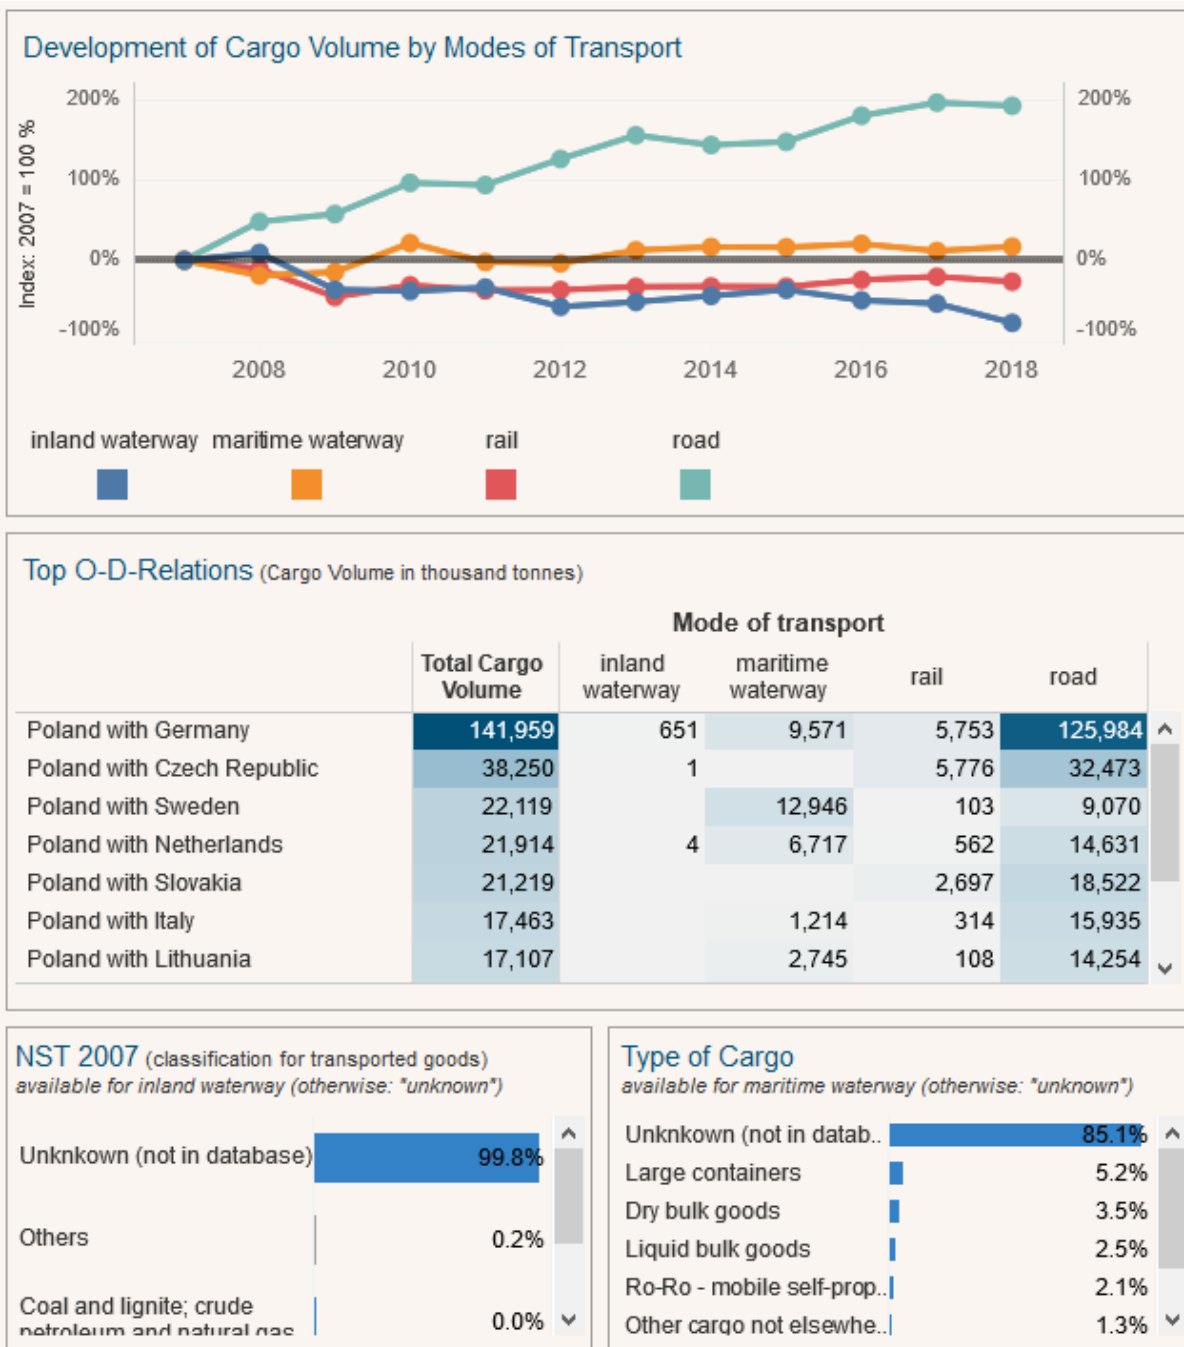 Development of Cargo Volume by Modes of Transport
200% 200%
100% 100%
0% 0%
-100% -100%
Index: 2007 = 100 %
2008 2010 2012 2014 2016 2018
inland waterway maritime waterway rail road
Top O-D-Relations (Cargo Volume in thousand tonnes)
Mode of transport
Total Cargo Volume inland waterway maritime waterway rail road
Poland with Germany 141,959 651 9,571 5,753 125,984
Poland with Czech Republic 38,250 1 5,776 32,473
Poland with Sweden 22,119 12,946 103 9,070
Poland with Netherlands 21,914 4 6,717 562 14,631
Poland with Slovakia 21,219 2,697 18,522
Poland with Italy 17,463 1,214 314 15,935
Poland with Lithuania 17,107 2,745 108 14,254
NST 2007 (classification for transported goods)
available for inland waterway (otherwise: "unknown")
Unknkown (not in database) 99.8%
Others 0.2%
Coal and lignite; crude
petroleum and natural gas 0.0%
Type of Cargo
available for maritime waterway (otherwise: "unknown")
Unknkown (not in datab.. 85.1%
Large containers 5.2%
Dry bulk goods 3.5%
Liquid bulk goods 2.5%
Ro-Ro - mobile self-prop.. 2.1%
Other cargo not elsewhe.. 1.3%